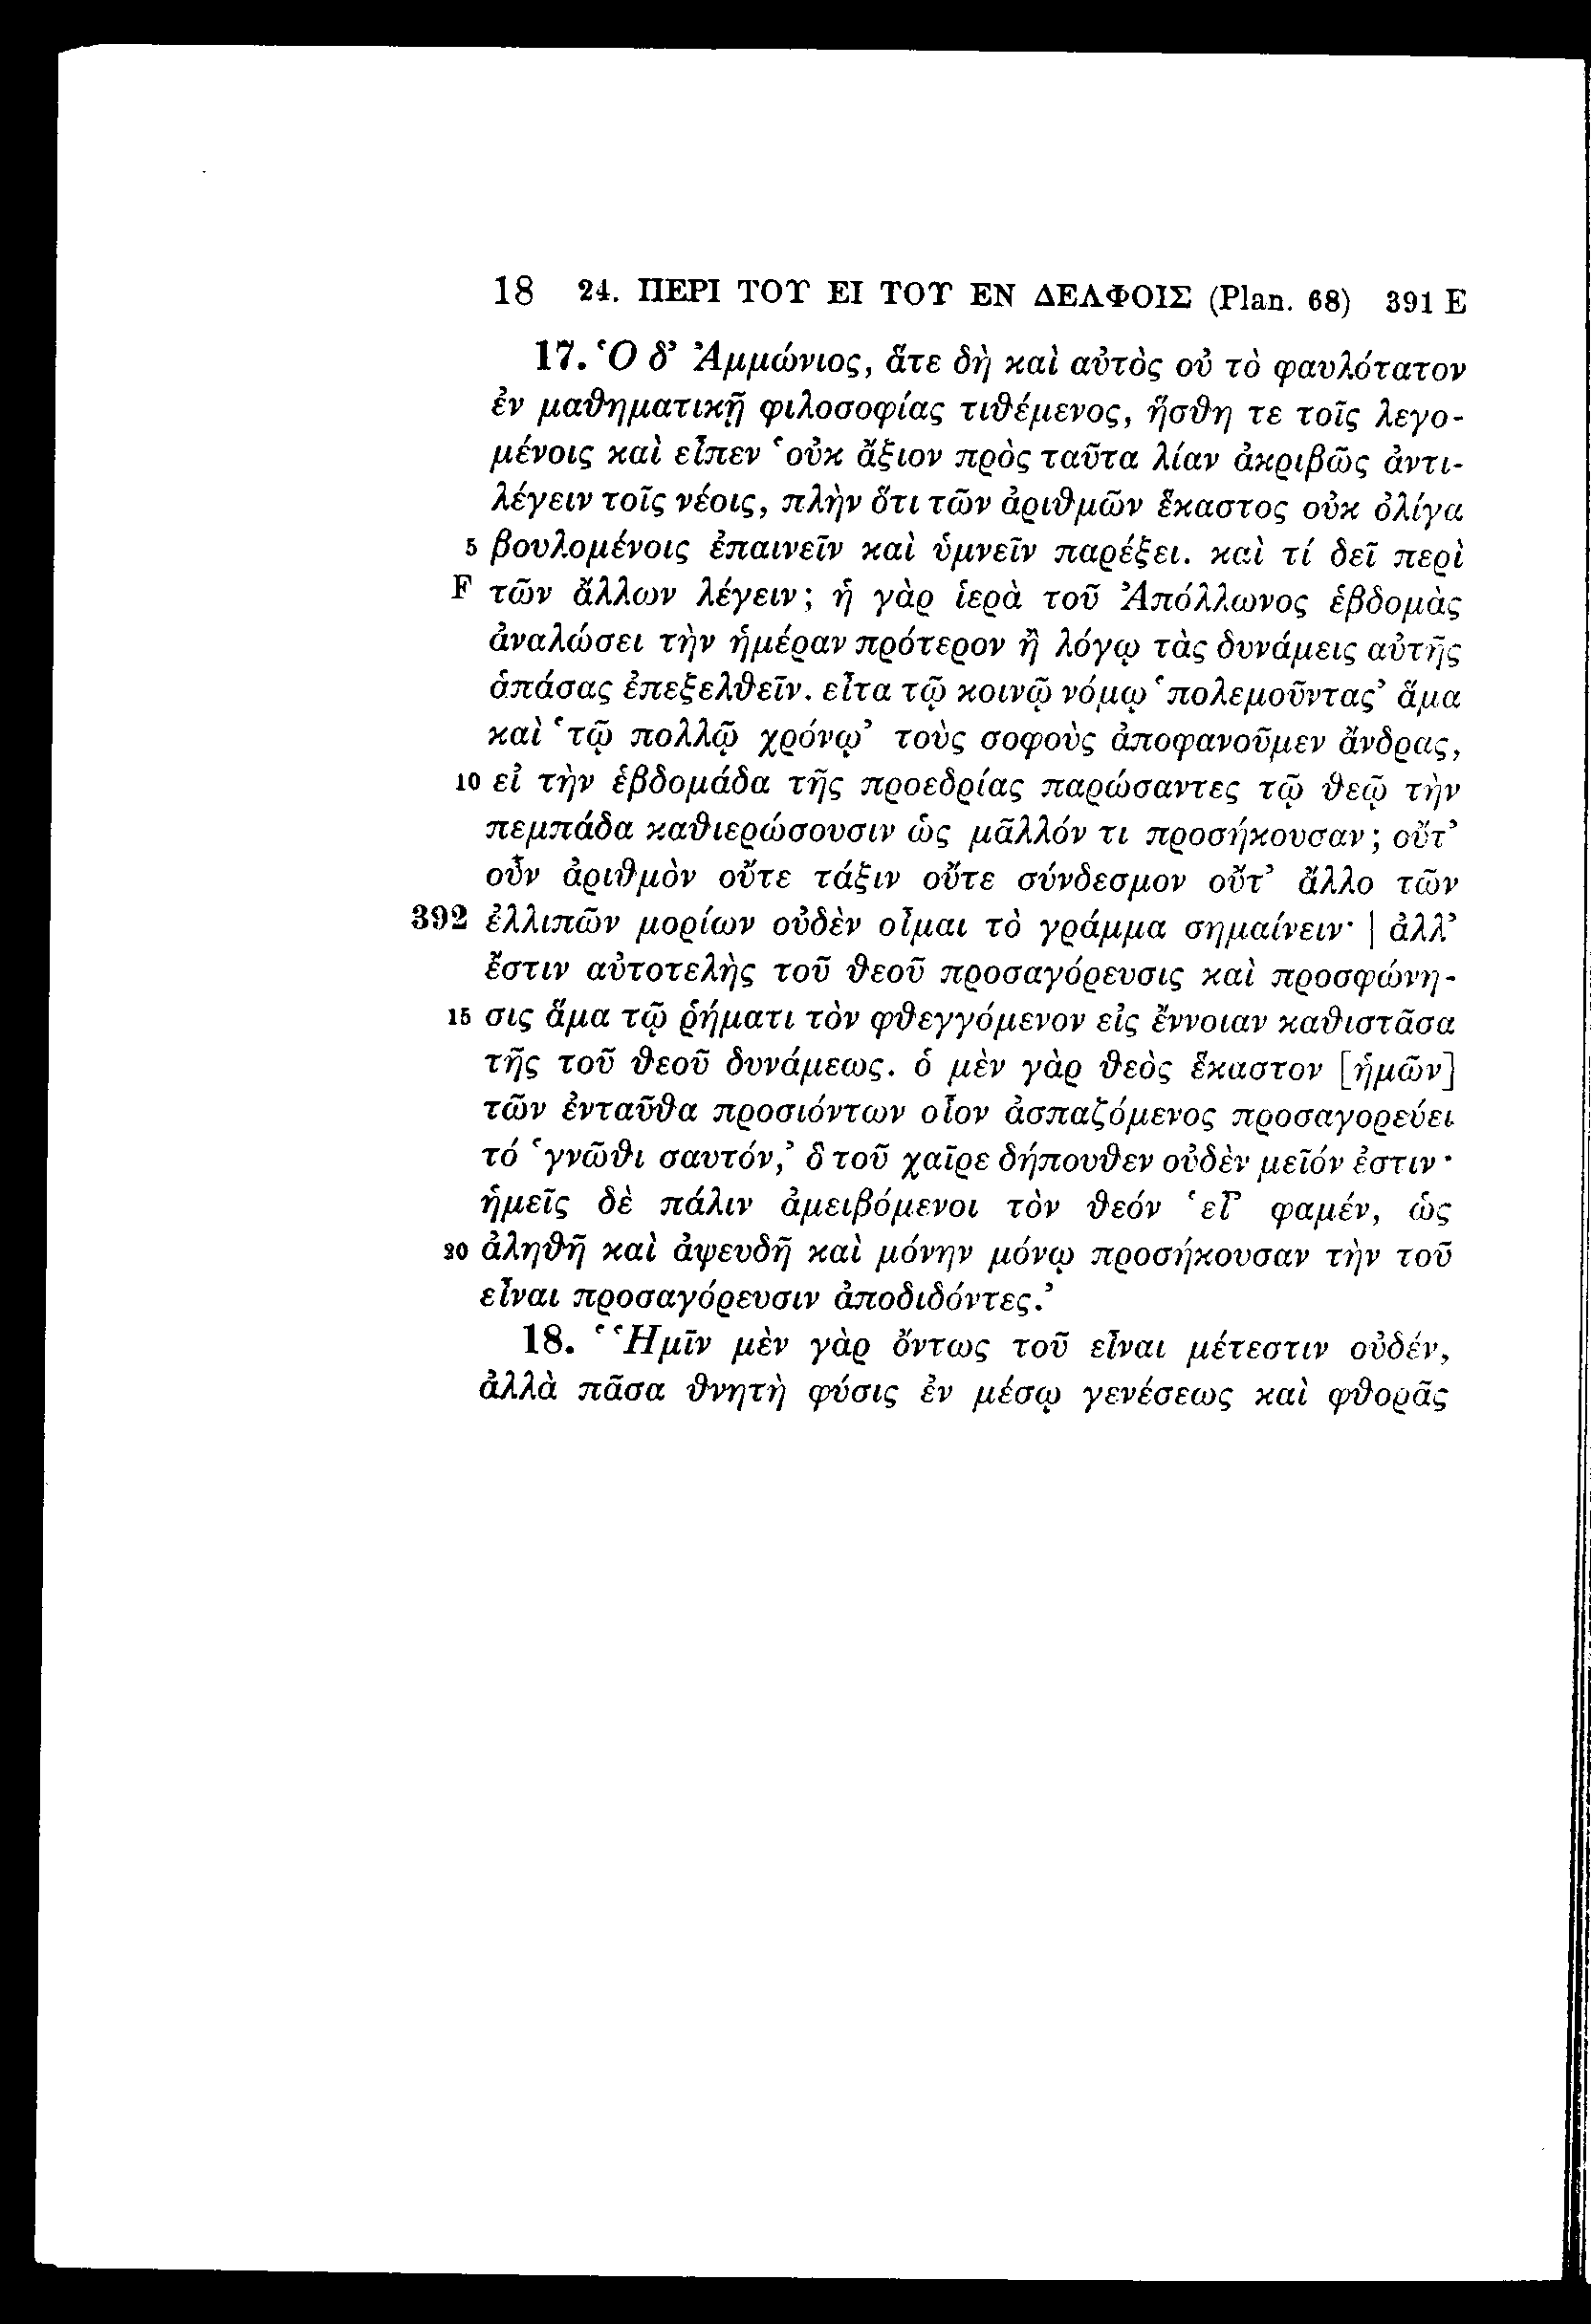 18 24. ΠΕΡΙ ΤΟΥ ΕΙ ΤΟΥ ΕΝ ΔΕΛΦΟΙΣ (Plan. 68) 391 E
17. Ὁ δ’ Ἀμμώνιος, ἅτε δὴ καὶ αὐτὸς οὐ τὸ φαυλότατον
ἐν μαθηματικῇ φιλοσοφίας τιθέμενος, ἥσθη τε τοῖς λεγο-
μένοις καὶ εἶπεν ‘οὐκ ἄξιον πρὸς ταῦτα λίαν ἀκριβῶς ἀντι-
λέγειν τοῖς νέοις, πλὴν ὅτι τῶν ἀριθμῶν ἕκαστος οὐκ ὀλίγα
5 βουλομένοις ἐπαινεῖν καὶ ὑμνεῖν παρέξει. καὶ τί δεῖ περὶ
F τῶν ἄλλων λέγειν; ἡ γὰρ ἱερὰ τοῦ Ἀπόλλωνος ἑβδομὰς
ἀναλώσει τὴν ἡμέραν πρότερον ἢ λόγῳ τὰς δυνάμεις αὐτῆς
ἁπάσας ἐπεξελθεῖν. εἶτα τῷ κοινῷ νόμῳ ‘πολεμοῦντας’ ἅμα
καὶ ‘τῷ πολλῷ χρόνῳ’ τοὺς σοφοὺς ἀποφανοῦμεν ἄνδρας,
10 εἰ τὴν ἑβδομάδα τῆς προεδρίας παρώσαντες τῷ θεῷ τὴν
πεμπάδα καθιερώσουσιν ὡς μᾶλλόν τι προσήκουσαν; οὔτ’
οὖν ἀριθμὸν οὔτε τάξιν οὔτε σύνδεσμον οὔτ’ ἄλλο τῶν
392 ἐλλιπῶν μορίων οὐδὲν οἶμαι τὸ γράμμα σημαίνειν· | ἀλλ’
ἔστιν αὐτοτελὴς τοῦ θεοῦ προσαγόρευσις καὶ προσφώνη-
15 σις ἅμα τῷ ῥήματι τὸν φθεγγόμενον εἰς ἔννοιαν καθιστᾶσα
τῆς τοῦ θεοῦ δυνάμεως. ὁ μὲν γὰρ θεὸς ἕκαστον [ἡμῶν]
τῶν ἐνταῦθα προσιόντων οἷον ἀσπαζόμενος προσαγορεύει
τό ‘γνῶθι σαυτόν,’ ὃ τοῦ χαῖρε δήπουθεν οὐδὲν μεῖόν ἐστιν·
ἡμεῖς δὲ πάλιν ἀμειβόμενοι τὸν θεόν ‘εἶ’ φαμέν, ὡς
20 ἀληθῆ καὶ ἀψευδῆ καὶ μόνην μόνῳ προσήκουσαν τὴν τοῦ
εἶναι προσαγόρευσιν ἀποδιδόντες.’
18. ‘Ἡμῖν μὲν γὰρ ὄντως τοῦ εἶναι μέτεστιν οὐδέν,
ἀλλὰ πᾶσα θνητὴ φύσις ἐν μέσῳ γενέσεως καὶ φθορᾶς